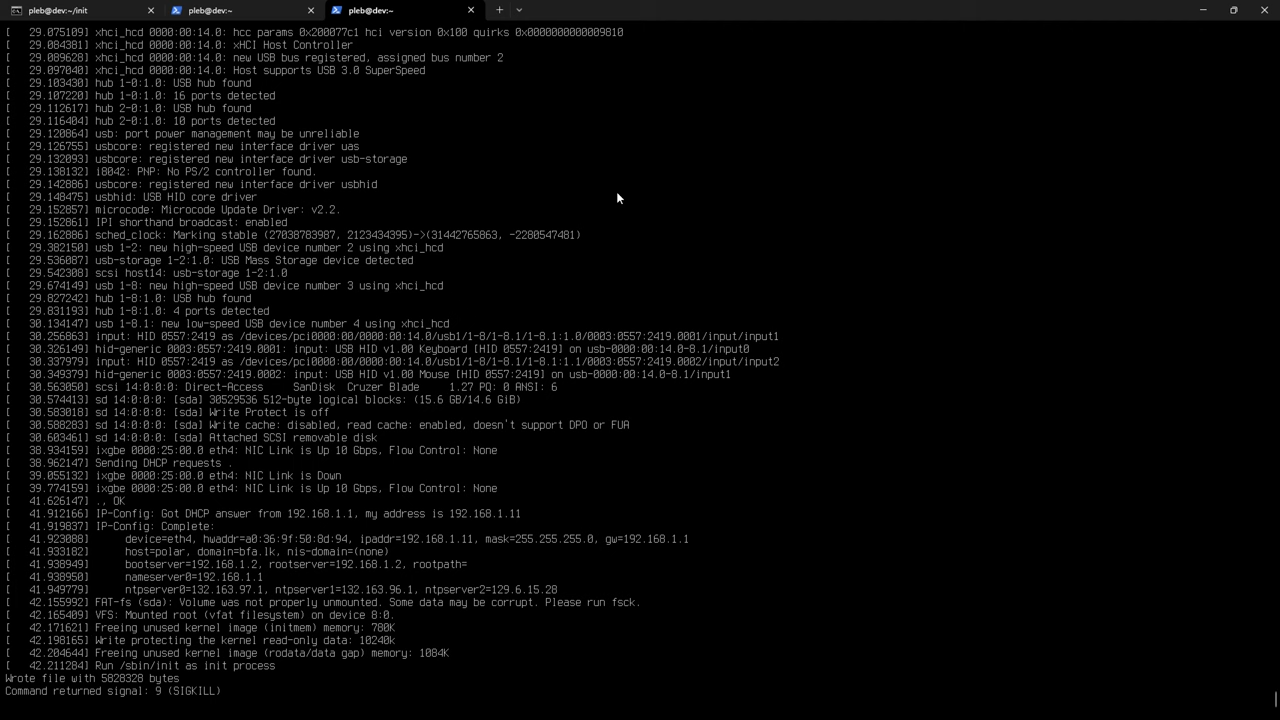 pleb@dev:~/init
pleb@dev:~
pleb@dev:~
[   29.075109] xhci_hcd 0000:00:14.0: hcc params 0x200077c1 hci version 0x100 quirks 0x0000000000009810
[   29.084381] xhci_hcd 0000:00:14.0: xHCI Host Controller
[   29.089628] xhci_hcd 0000:00:14.0: new USB bus registered, assigned bus number 2
[   29.097040] xhci_hcd 0000:00:14.0: Host supports USB 3.0 SuperSpeed
[   29.103430] hub 1-0:1.0: USB hub found
[   29.107220] hub 1-0:1.0: 16 ports detected
[   29.112617] hub 2-0:1.0: USB hub found
[   29.116404] hub 2-0:1.0: 10 ports detected
[   29.120864] usb: port power management may be unreliable
[   29.126755] usbcore: registered new interface driver uas
[   29.132093] usbcore: registered new interface driver usb-storage
[   29.138132] i8042: PNP: No PS/2 controller found.
[   29.142886] usbcore: registered new interface driver usbhid
[   29.148475] usbhid: USB HID core driver
[   29.152857] microcode: Microcode Update Driver: v2.2.
[   29.152861] IPI shorthand broadcast: enabled
[   29.162886] sched_clock: Marking stable (27038783987, 2123434395)->(31442765863, -2280547481)
[   29.382150] usb 1-2: new high-speed USB device number 2 using xhci_hcd
[   29.536087] usb-storage 1-2:1.0: USB Mass Storage device detected
[   29.542308] scsi host14: usb-storage 1-2:1.0
[   29.674149] usb 1-8: new high-speed USB device number 3 using xhci_hcd
[   29.827242] hub 1-8:1.0: USB hub found
[   29.831193] hub 1-8:1.0: 4 ports detected
[   30.134147] usb 1-8.1: new low-speed USB device number 4 using xhci_hcd
[   30.256863] input: HID 0557:2419 as /devices/pci0000:00/0000:00:14.0/usb1/1-8/1-8.1/1-8.1:1.0/0003:0557:2419.0001/input/input1
[   30.326149] hid-generic 0003:0557:2419.0001: input: USB HID v1.00 Keyboard [HID 0557:2419] on usb-0000:00:14.0-8.1/input0
[   30.337979] input: HID 0557:2419 as /devices/pci0000:00/0000:00:14.0/usb1/1-8/1-8.1/1-8.1:1.1/0003:0557:2419.0002/input/input2
[   30.349379] hid-generic 0003:0557:2419.0002: input: USB HID v1.00 Mouse [HID 0557:2419] on usb-0000:00:14.0-8.1/input1
[   30.563050] scsi 14:0:0:0: Direct-Access     SanDisk  Cruzer Blade     1.27 PQ: 0 ANSI: 6
[   30.574413] sd 14:0:0:0: [sda] 30529536 512-byte logical blocks: (15.6 GB/14.6 GiB)
[   30.583018] sd 14:0:0:0: [sda] Write Protect is off
[   30.588283] sd 14:0:0:0: [sda] Write cache: disabled, read cache: enabled, doesn't support DPO or FUA
[   30.603461] sd 14:0:0:0: [sda] Attached SCSI removable disk
[   38.934159] ixgbe 0000:25:00.0 eth4: NIC Link is Up 10 Gbps, Flow Control: None
[   38.962147] Sending DHCP requests .
[   39.055132] ixgbe 0000:25:00.0 eth4: NIC Link is Down
[   39.774159] ixgbe 0000:25:00.0 eth4: NIC Link is Up 10 Gbps, Flow Control: None
[   41.626147] ., OK
[   41.912166] IP-Config: Got DHCP answer from 192.168.1.1, my address is 192.168.1.11
[   41.919837] IP-Config: Complete:
[   41.923088]      device=eth4, hwaddr=a0:36:9f:50:8d:94, ipaddr=192.168.1.11, mask=255.255.255.0, gw=192.168.1.1
[   41.933182]      host=polar, domain=bfa.lk, nis-domain=(none)
[   41.938949]      bootserver=192.168.1.2, rootserver=192.168.1.2, rootpath=
[   41.938950]      nameserver0=192.168.1.1
[   41.949779]      ntpserver0=132.163.97.1, ntpserver1=132.163.96.1, ntpserver2=129.6.15.28
[   42.155992] FAT-fs (sda): Volume was not properly unmounted. Some data may be corrupt. Please run fsck.
[   42.165409] VFS: Mounted root (vfat filesystem) on device 8:0.
[   42.171621] Freeing unused kernel image (initmem) memory: 780K
[   42.198165] Write protecting the kernel read-only data: 10240k
[   42.204644] Freeing unused kernel image (rodata/data gap) memory: 1084K
[   42.211284] Run /sbin/init as init process
Wrote file with 5828328 bytes
Command returned signal: 9 (SIGKILL)